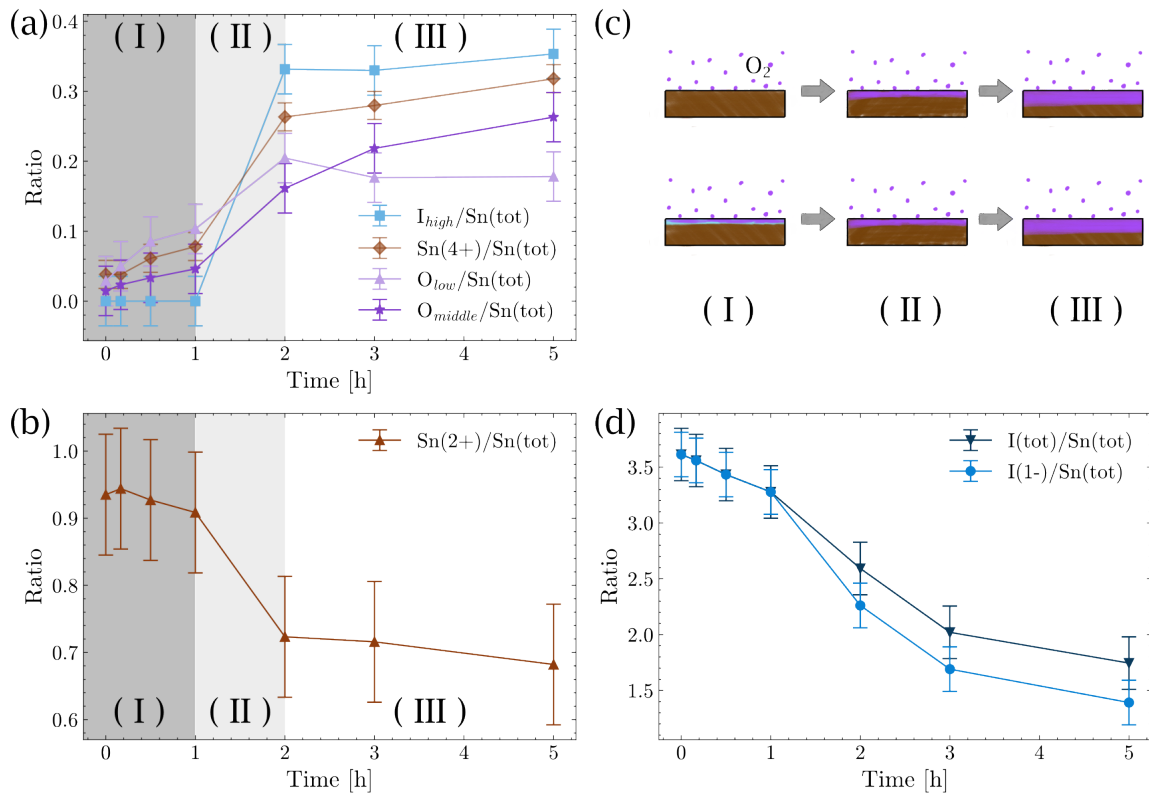 (a)
( I )
( II )
( III )
0.4
0.3
0.2
0.1
0.0
Ratio
I_high/Sn(tot)
Sn(4+)/Sn(tot)
O_low/Sn(tot)
O_middle/Sn(tot)
0 1 2 3 4 5
Time [h]
(c)
O₂
( I )
( II )
( III )
(b)
1.0
0.9
0.8
0.7
0.6
Ratio
Sn(2+)/Sn(tot)
( I )
( II )
( III )
0 1 2 3 4 5
Time [h]
(d)
3.5
3.0
2.5
2.0
1.5
Ratio
I(tot)/Sn(tot)
I(1-)/Sn(tot)
0 1 2 3 4 5
Time [h]